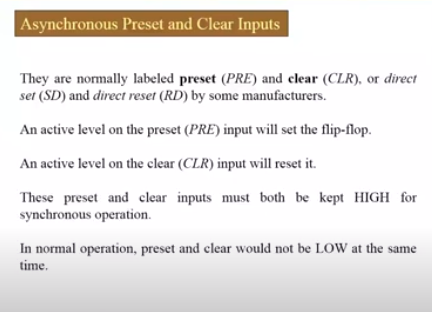 Asynchronous Preset and Clear Inputs
They are normally labeled preset (PRE) and clear (CLR), or direct
set (SD) and direct reset (RD) by some manufacturers.
An active level on the preset (PRE) input will set the flip-flop.
An active level on the clear (CLR) input will reset it.
These preset and clear inputs must both be kept HIGH for
synchronous operation.
In normal operation, preset and clear would not be LOW at the same
time.